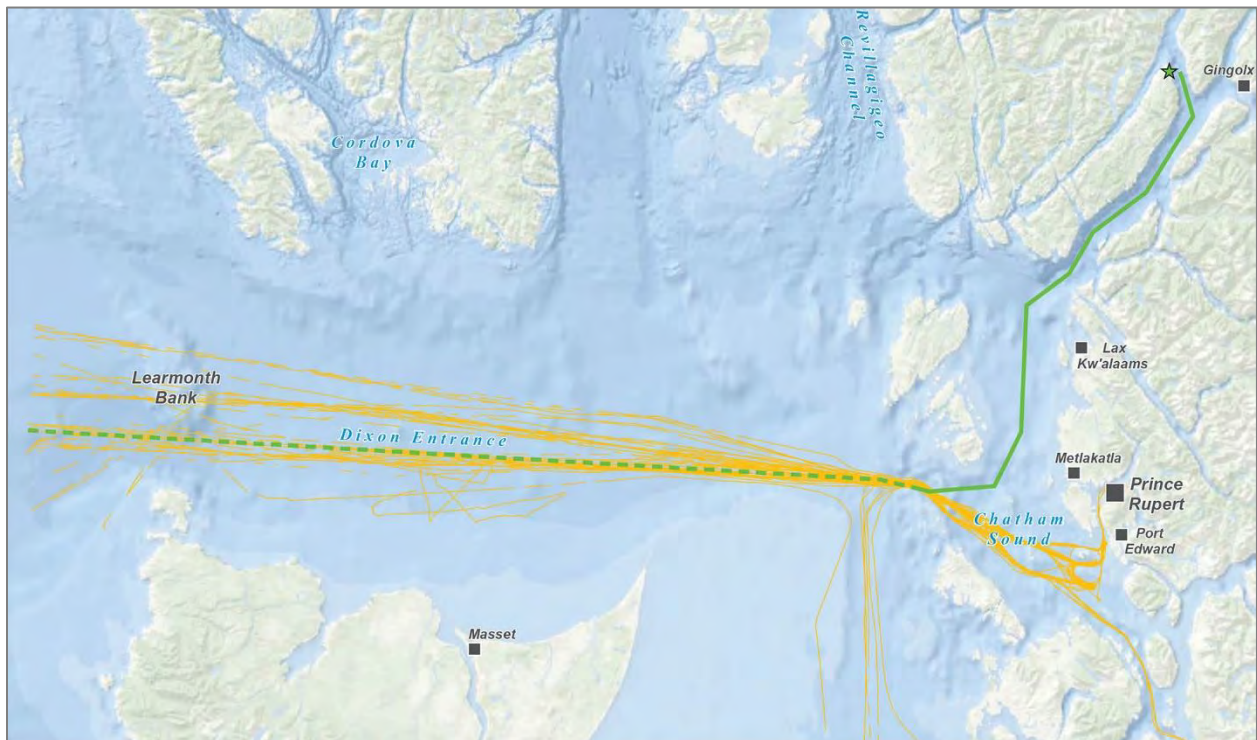 Revillagigeo
Channel
Gingolx
Cordova
Bay
Lax
Kw'alaams
Learmonth
Bank
Dixon Entrance
Metlakatla
Prince
Rupert
Chatham
Sound
Port
Edward
Masset